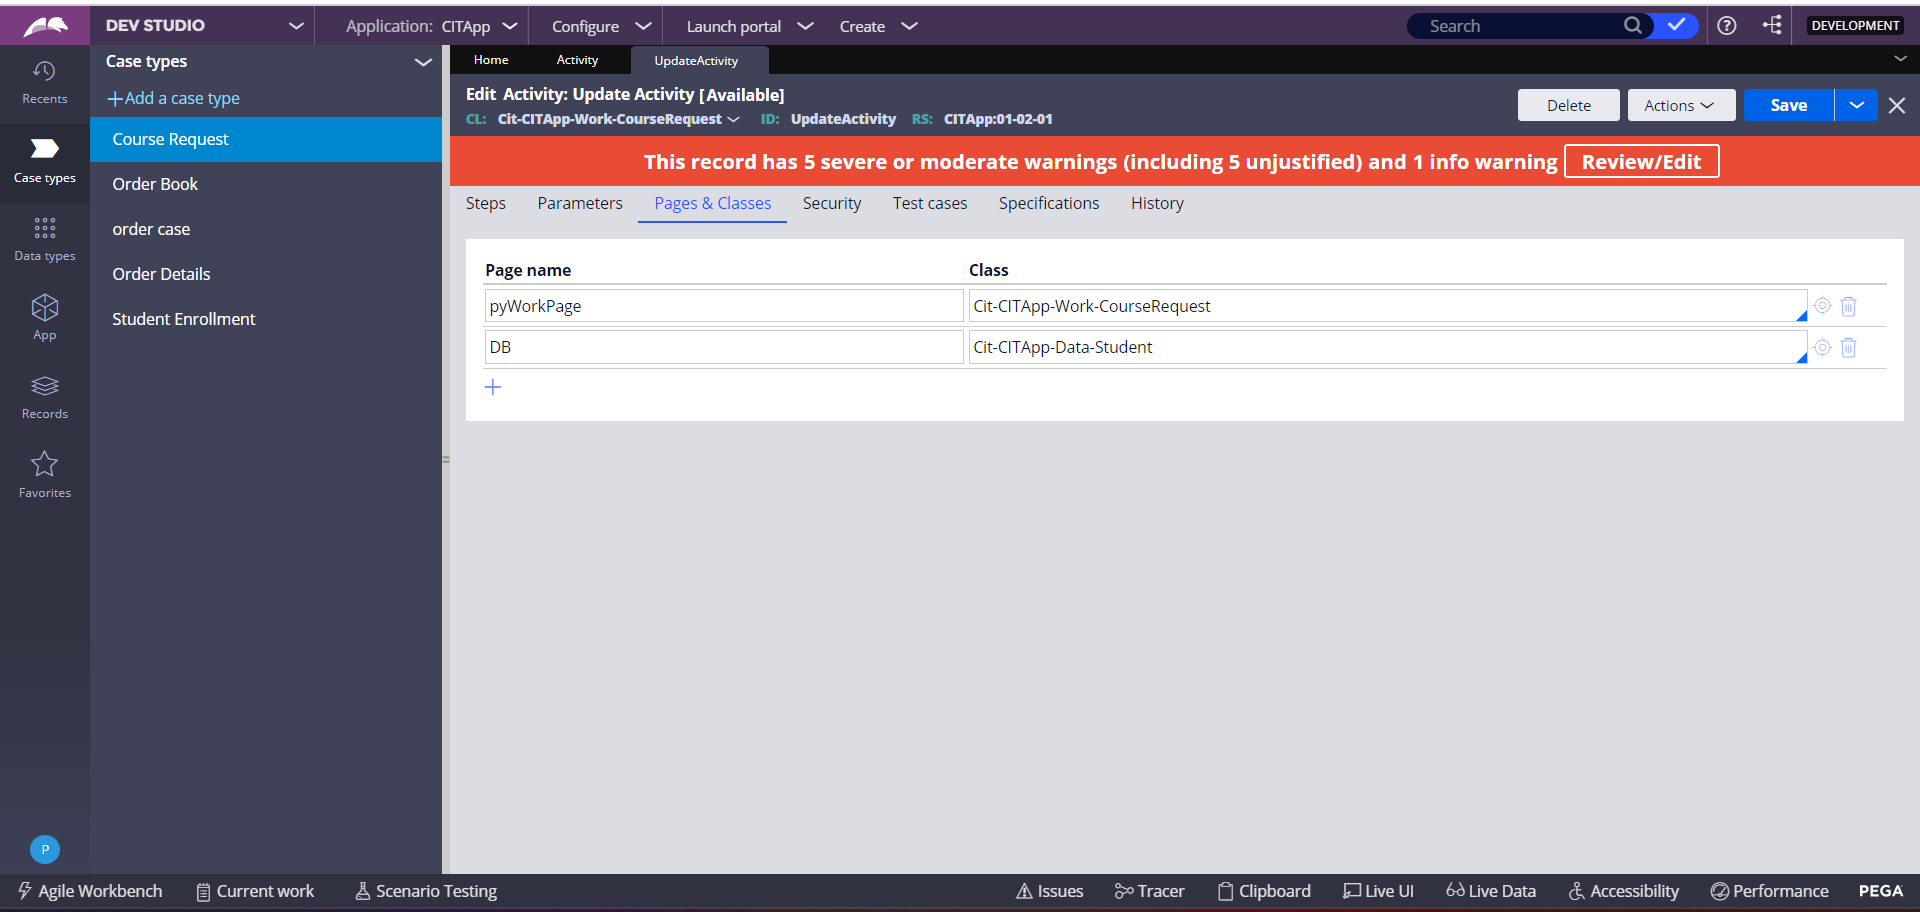 DEV STUDIO
Application: CITApp
Configure
Launch portal
Create
Search
DEVELOPMENT
Recents
Case types
Data types
App
Records
Favorites
P
Case types
Add a case type
Course Request
Order Book
order case
Order Details
Student Enrollment
Home Activity UpdateActivity
Edit Activity: Update Activity [Available]
CL: Cit-CITApp-Work-CourseRequest ID: UpdateActivity RS: CITApp:01-02-01
Delete Actions Save
This record has 5 severe or moderate warnings (including 5 unjustified) and 1 info warning Review/Edit
Steps Parameters Pages & Classes Security Test cases Specifications History
Page name Class
pyWorkPage Cit-CITApp-Work-CourseRequest
DB Cit-CITApp-Data-Student
Agile Workbench Current work Scenario Testing Issues Tracer Clipboard Live UI Live Data Accessibility Performance PEGA